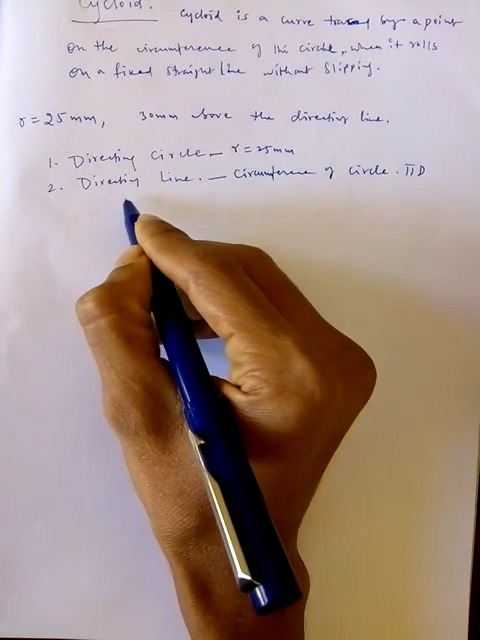 Cycloid.
Cycloid is a curve traced by a point
on the circumference of the circle, when it rolls
on a fixed straight line without slipping.
r = 25 mm, 30mm above the directing line.
1. Directing Circle — r = 25mm
2. Directing Line. — Circumference of circle. ΠD